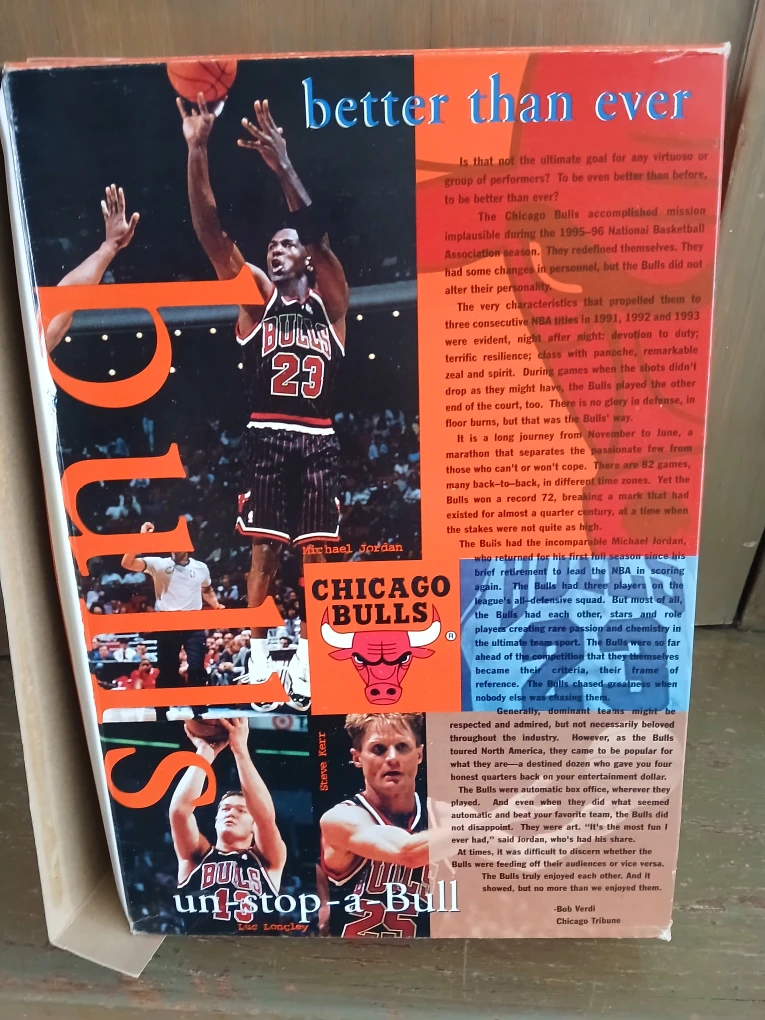 better than ever
Is that not the ultimate goal for any virtuoso or
group of performers? To be even better than before,
to be better than ever?
The Chicago Bulls accomplished mission
implausible during the 1995-96 National Basketball
Association season. They redefined themselves. They
had some changes in personnel, but the Bulls did not
alter their personality.
The very characteristics that propelled them to
three consecutive NBA titles in 1991, 1992 and 1993
were evident, night after night: devotion to duty;
terrific resilience; class with panache, remarkable
zeal and spirit. During games when the shots didn't
drop as they might have, the Bulls played the other
end of the court, too. There is no glory in defense, in
floor burns, but that was the Bulls' way.
It is a long journey from November to June, a
marathon that separates the passionate few from
those who can't or won't cope. There are 82 games,
many back-to-back, in different time zones. Yet the
Bulls won a record 72, breaking a mark that had
existed for almost a quarter century, at a time when
the stakes were not quite as high.
The Bulls had the incomparable Michael Jordan,
who returned for his first full season since his
brief retirement to lead the NBA in scoring
again. The Bulls had three players on the
league's all-defensive squad. But most of all,
the Bulls had each other, stars and role
players creating rare passion and chemistry in
the ultimate team sport. The Bulls were so far
ahead of the competition that they themselves
became their criteria, their frame of
reference. The Bulls chased greatness when
nobody else was chasing them.
Generally, dominant teams might be
respected and admired, but not necessarily beloved
throughout the industry. However, as the Bulls
toured North America, they came to be popular for
what they are—a destined dozen who gave you four
honest quarters back on your entertainment dollar.
The Bulls were automatic box office, wherever they
played. And even when they did what seemed
automatic and beat your favorite team, the Bulls did
not disappoint. They were art. "It's the most fun I
ever had," said Jordan, who's had his share.
At times, it was difficult to discern whether the
Bulls were feeding off their audiences or vice versa.
The Bulls truly enjoyed each other. And it
showed, but no more than we enjoyed them.
-Bob Verdi
Chicago Tribune
bulls
BULLS
23
Michael Jordan
CHICAGO
BULLS
®
23
Steve Kerr
BULLS
13
BULLS
25
un-stop-a-Bull
Luc Longley